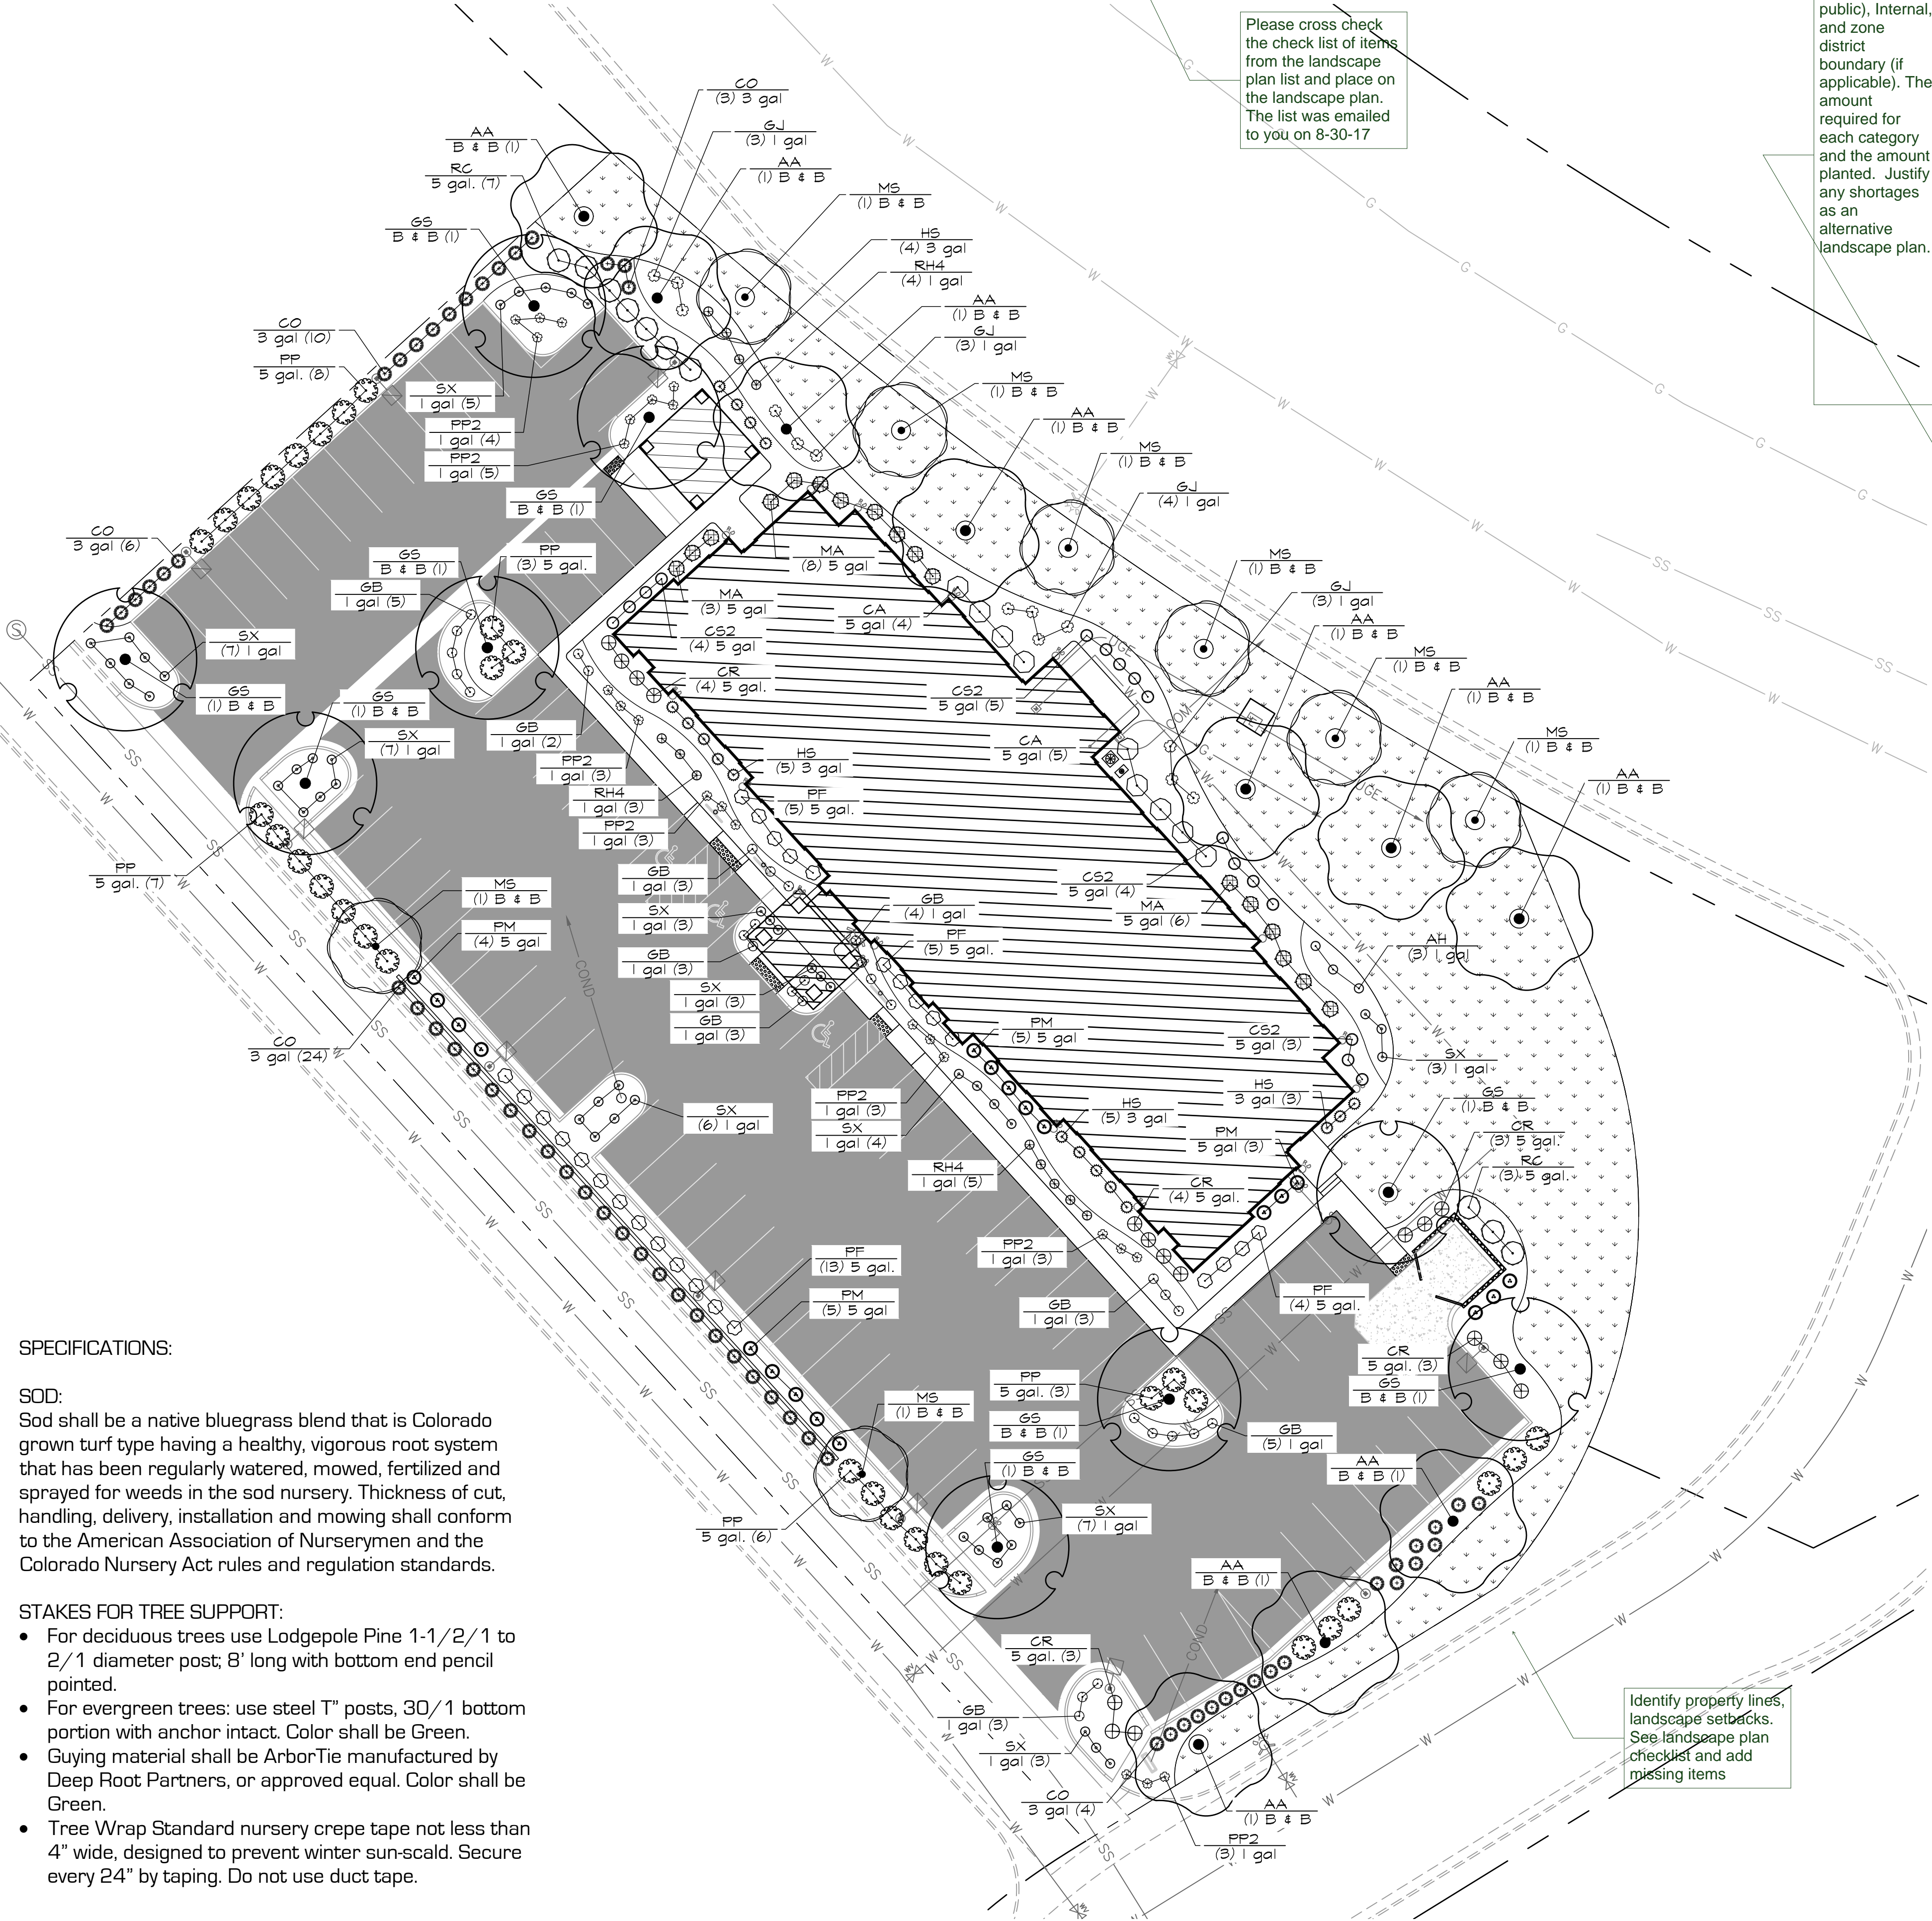 Please cross check
the check list of items
from the landscape
plan list and place on
the landscape plan.
The list was emailed
to you on 8-30-17
public), Internal,
and zone
district
boundary (if
applicable). The
amount
required for
each category
and the amount
planted. Justify
any shortages
as an
alternative
landscape plan.
CO
(3) 3 gal
GJ
(3) 1 gal
AA
(1) B & B
AA
B & B (1)
RC
5 gal. (7)
GS
B & B (1)
MS
(1) B & B
HS
(4) 3 gal
RH4
(4) 1 gal
AA
(1) B & B
GJ
(3) 1 gal
MS
(1) B & B
AA
(1) B & B
MS
(1) B & B
GJ
(4) 1 gal
CO
3 gal (10)
PP
5 gal. (8)
SX
1 gal (5)
PP2
1 gal (4)
PP2
1 gal (5)
GS
B & B (1)
CO
3 gal (6)
GS
B & B (1)
PP
(3) 5 gal.
GB
1 gal (5)
MA
(8) 5 gal
MA
(3) 5 gal
CA
5 gal (4)
CS2
(4) 5 gal
CR
(4) 5 gal.
MS
(1) B & B
GJ
(3) 1 gal
AA
(1) B & B
MS
(1) B & B
AA
(1) B & B
MS
(1) B & B
AA
(1) B & B
SX
(7) 1 gal
GS
(1) B & B
GS
(1) B & B
SX
(7) 1 gal
GB
1 gal (2)
PP2
1 gal (3)
RH4
1 gal (3)
PP2
1 gal (3)
CS2
5 gal (5)
CA
5 gal (5)
HS
(5) 3 gal
PF
(5) 5 gal.
UGE
COM
UGE
PP
5 gal. (7)
MS
(1) B & B
PM
(4) 5 gal
GB
1 gal (3)
SX
1 gal (3)
GB
1 gal (3)
SX
1 gal (3)
GB
1 gal (3)
GB
(4) 1 gal
PF
(5) 5 gal.
CS2
5 gal (4)
MA
5 gal (6)
AH
(3) 1 gal
COND
CO
3 gal (24)
PM
(5) 5 gal
CS2
5 gal (3)
SX
(3) 1 gal
HS
3 gal (3)
GS
(1) B & B
CR
(3) 5 gal.
RC
(3) 5 gal.
SX
(6) 1 gal
PP2
1 gal (3)
SX
1 gal (4)
HS
(5) 3 gal
PM
5 gal (3)
RH4
1 gal (5)
CR
(4) 5 gal.
PF
(13) 5 gal.
PM
(5) 5 gal
PP2
1 gal (3)
GB
1 gal (3)
PF
(4) 5 gal.
CR
5 gal. (3)
GS
B & B (1)
PP
5 gal. (3)
GS
B & B (1)
GS
(1) B & B
MS
(1) B & B
GB
(5) 1 gal
AA
B & B (1)
PP
5 gal. (6)
SX
(7) 1 gal
AA
B & B (1)
COND
CR
5 gal. (3)
GB
1 gal (3)
SX
1 gal (3)
CO
3 gal (4)
AA
(1) B & B
PP2
(3) 1 gal
Identify property lines,
landscape setbacks.
See landscape plan
checklist and add
missing items
SPECIFICATIONS:
SOD:
Sod shall be a native bluegrass blend that is Colorado
grown turf type having a healthy, vigorous root system
that has been regularly watered, mowed, fertilized and
sprayed for weeds in the sod nursery. Thickness of cut,
handling, delivery, installation and mowing shall conform
to the American Association of Nurserymen and the
Colorado Nursery Act rules and regulation standards.
STAKES FOR TREE SUPPORT:
• For deciduous trees use Lodgepole Pine 1-1/2/1 to
2/1 diameter post; 8' long with bottom end pencil
pointed.
• For evergreen trees: use steel T" posts, 30/1 bottom
portion with anchor intact. Color shall be Green.
• Guying material shall be ArborTie manufactured by
Deep Root Partners, or approved equal. Color shall be
Green.
• Tree Wrap Standard nursery crepe tape not less than
4" wide, designed to prevent winter sun-scald. Secure
every 24" by taping. Do not use duct tape.